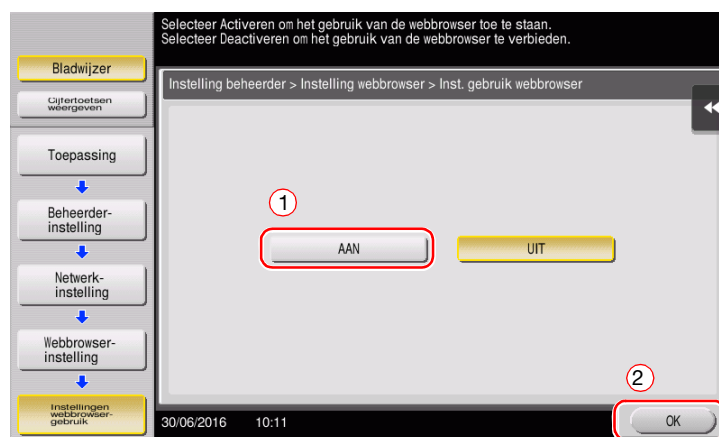 Selecteer Activeren om het gebruik van de webbrowser toe te staan.
Selecteer Deactiveren om het gebruik van de webbrowser te verbieden.
Bladwijzer
Cijfertoetsen
weergeven
Instelling beheerder > Instelling webbrowser > Inst. gebruik webbrowser
Toepassing
Beheerder-
instelling
Netwerk-
instelling
Webbrowser-
instelling
Instellingen
webbrowser-
gebruik
1
AAN
UIT
2
30/06/2016 10:11
OK